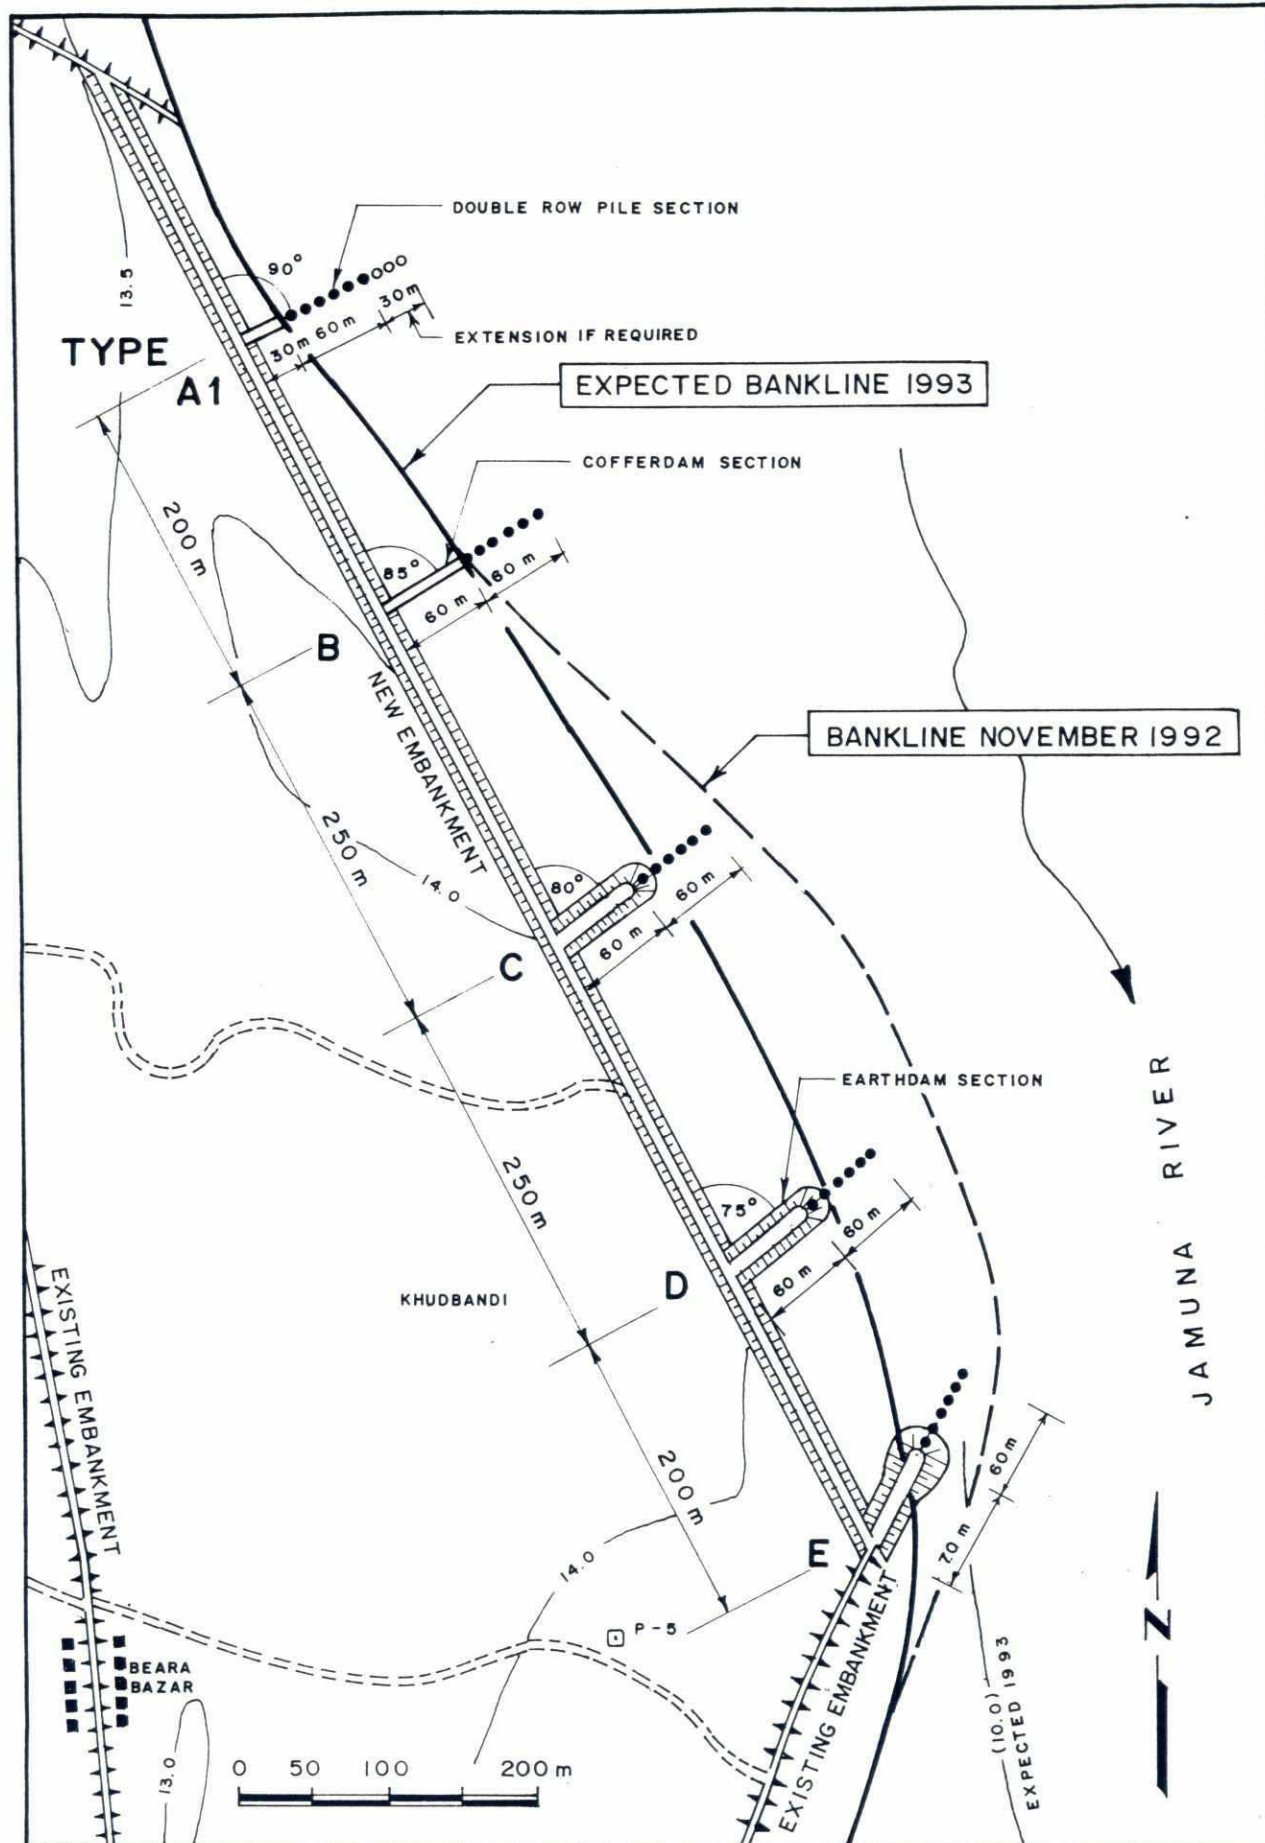 DOUBLE ROW PILE SECTION
90°
13.5
30m
30m
60m
EXTENSION IF REQUIRED
TYPE
A1
EXPECTED BANKLINE 1993
COFFERDAM SECTION
200 m
85°
60 m
60 m
B
NEW EMBANKMENT
BANKLINE NOVEMBER 1992
250 m
14.0
80°
60 m
60 m
C
EARTHDAM SECTION
JAMUNA RIVER
250 m
75°
60 m
60 m
D
KHUDBANDI
EXISTING EMBANKMENT
200 m
60m
70 m
E
14.0
P-5
N
EXISTING EMBANKMENT
BEARA
BAZAR
(10.0)
EXPECTED 1993
13.0
0 50 100 200 m